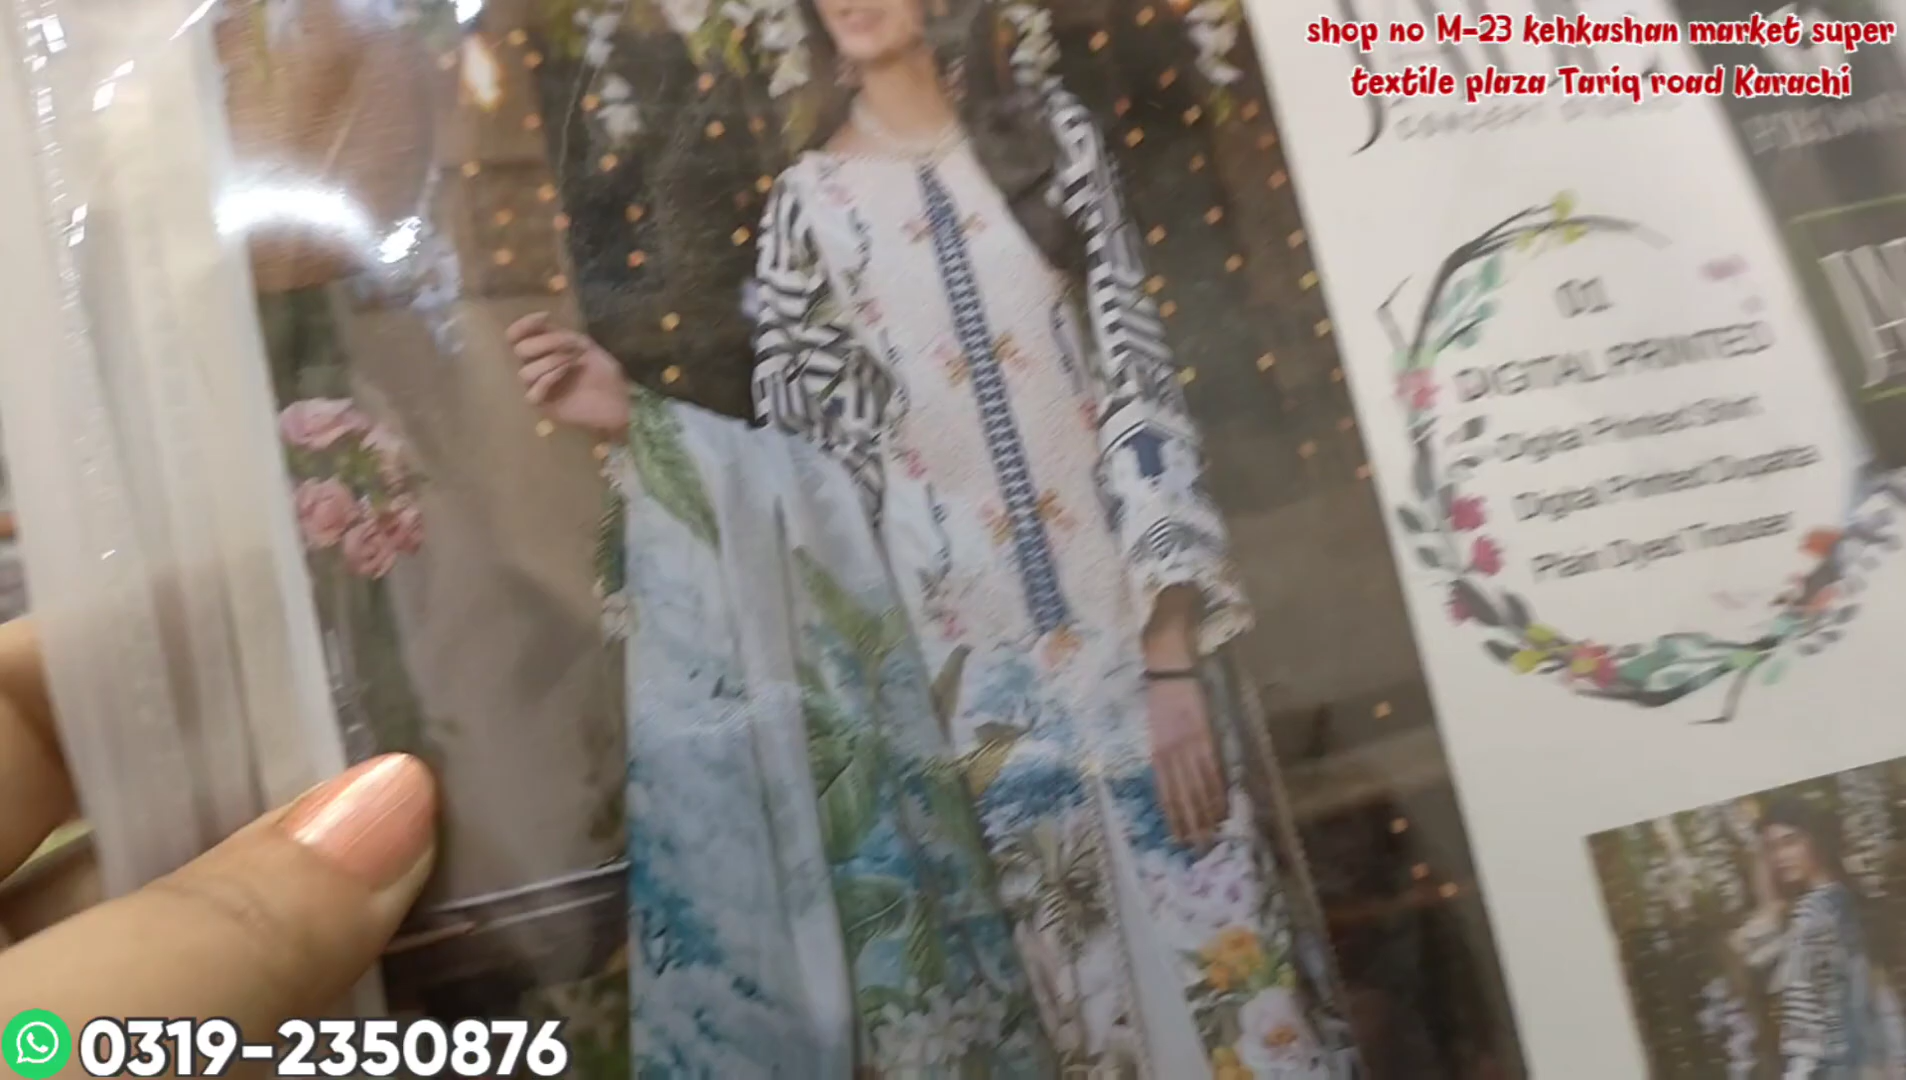 shop no M-23 kehkashan market super
textile plaza Tariq road Karachi
01
DIGITAL PRINTED
Digital Printed Shirt
Digital Printed Dupatta
Plain Dyed Trouser
0319-2350876